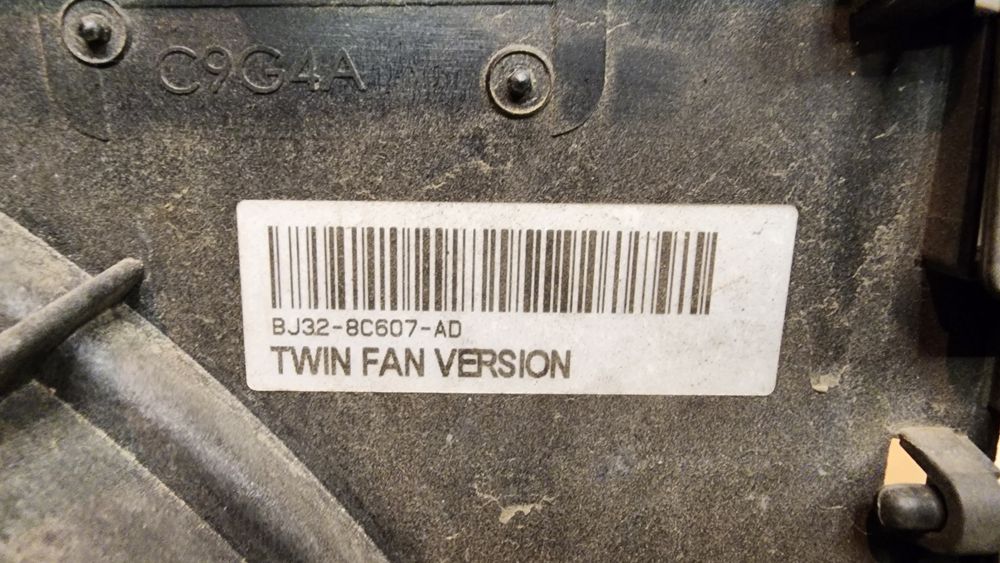 C9G4A
BJ32-8C607-AD
TWIN FAN VERSION